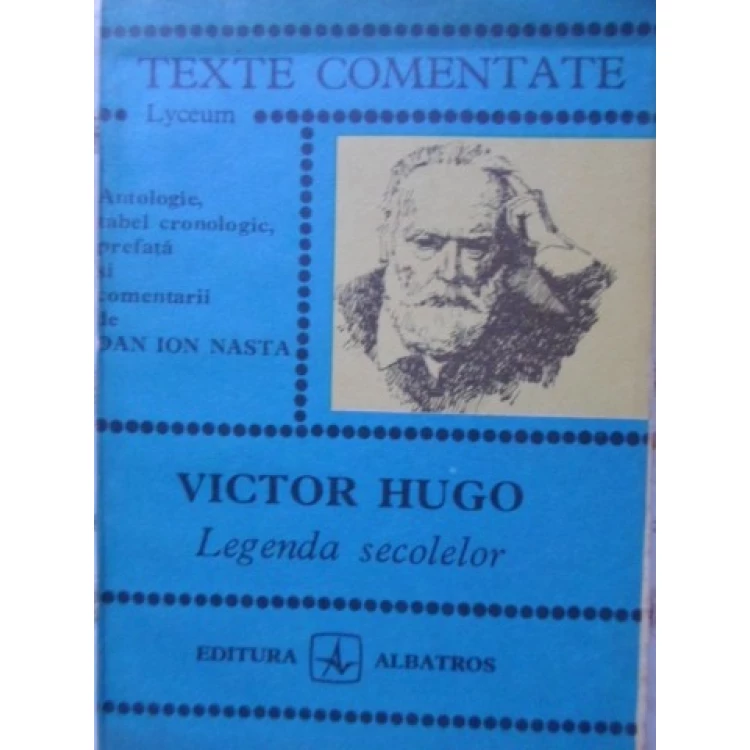 TEXTE COMENTATE
Lyceum
Antologie,
tabel cronologic,
prefață
și
comentarii
de
DAN ION NASTA
VICTOR HUGO
Legenda secolelor
EDITURA ALBATROS